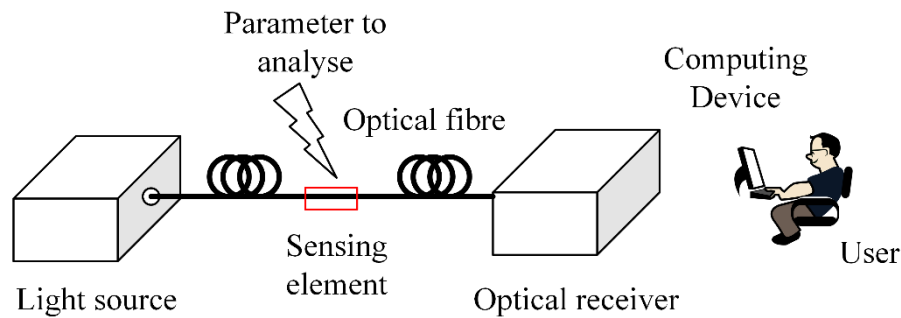 Parameter to
analyse
Computing
Device
Optical fibre
Sensing
element
User
Light source
Optical receiver